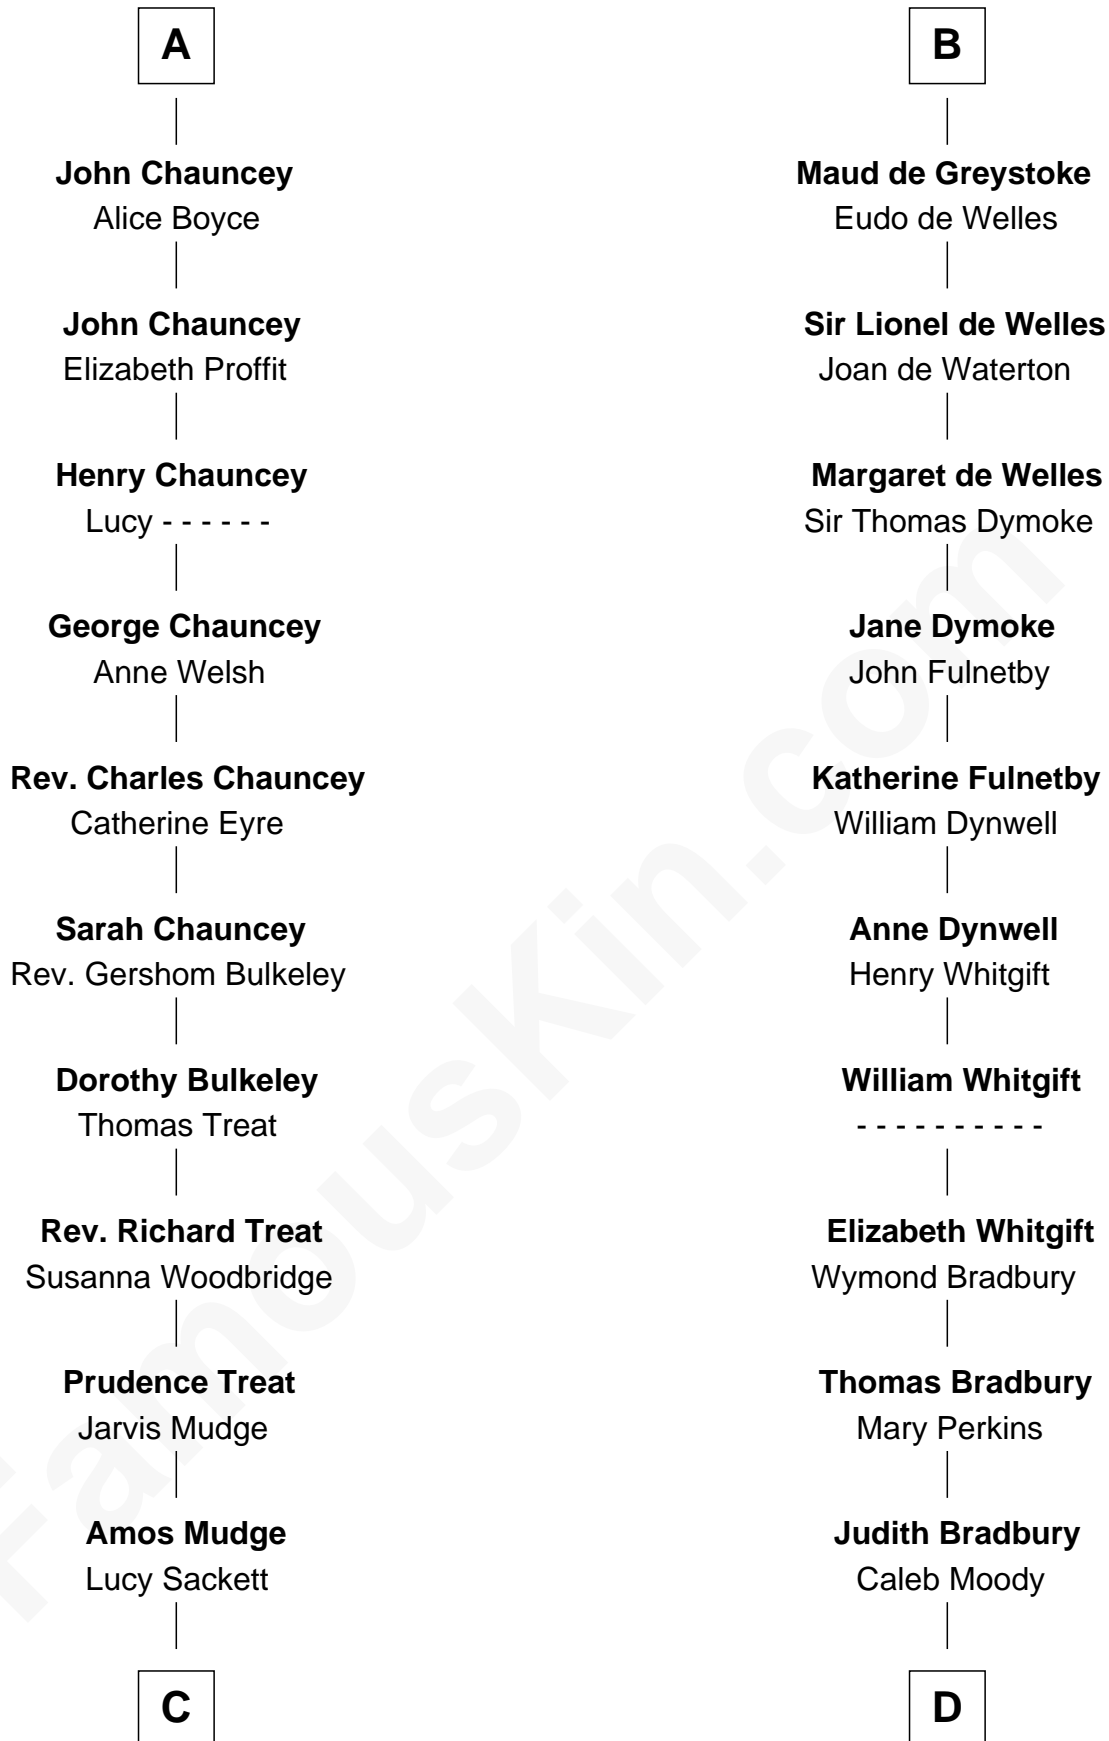 A
John Chauncey
Alice Boyce
John Chauncey
Elizabeth Proffit
Henry Chauncey
Lucy - - - - - -
George Chauncey
Anne Welsh
Rev. Charles Chauncey
Catherine Eyre
Sarah Chauncey
Rev. Gershom Bulkeley
Dorothy Bulkeley
Thomas Treat
Rev. Richard Treat
Susanna Woodbridge
Prudence Treat
Jarvis Mudge
Amos Mudge
Lucy Sackett
C
B
Maud de Greystoke
Eudo de Welles
Sir Lionel de Welles
Joan de Waterton
Margaret de Welles
Sir Thomas Dymoke
Jane Dymoke
John Fulnetby
Katherine Fulnetby
William Dynwell
Anne Dynwell
Henry Whitgift
William Whitgift
- - - - - - - - - -
Elizabeth Whitgift
Wymond Bradbury
Thomas Bradbury
Mary Perkins
Judith Bradbury
Caleb Moody
D
FamousKin.com